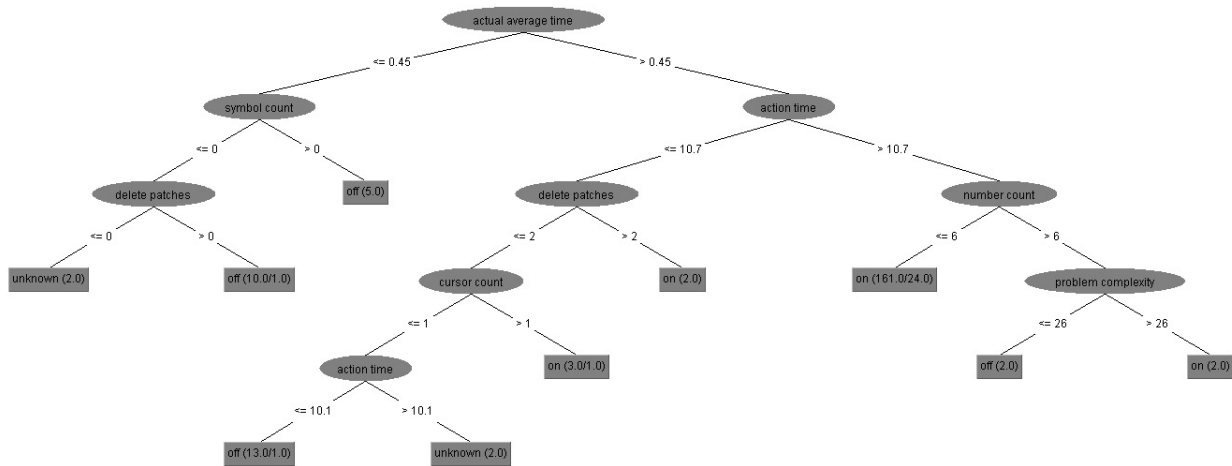 actual average time
<= 0.45
> 0.45
symbol count
action time
<= 0
> 0
<= 10.7
> 10.7
delete patches
off (5.0)
delete patches
number count
<= 0
> 0
<= 2
> 2
<= 6
> 6
unknown (2.0)
off (10.0/1.0)
cursor count
on (2.0)
on (161.0/24.0)
problem complexity
<= 1
> 1
<= 26
> 26
action time
on (3.0/1.0)
off (2.0)
on (2.0)
<= 10.1
> 10.1
off (13.0/1.0)
unknown (2.0)